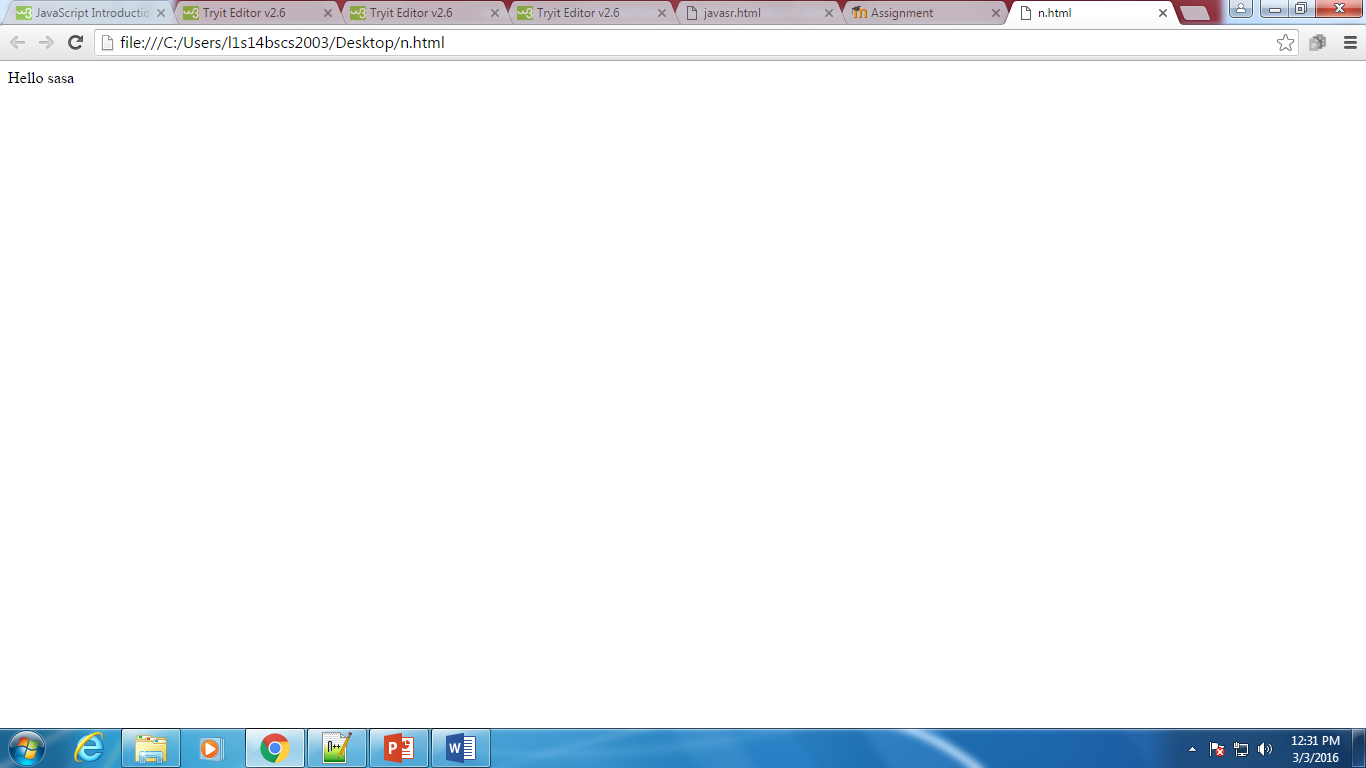 JavaScript Introductic
Tryit Editor v2.6
Tryit Editor v2.6
Tryit Editor v2.6
javasr.html
Assignment
n.html
file:///C:/Users/l1s14bscs2003/Desktop/n.html
Hello sasa
12:31 PM
3/3/2016